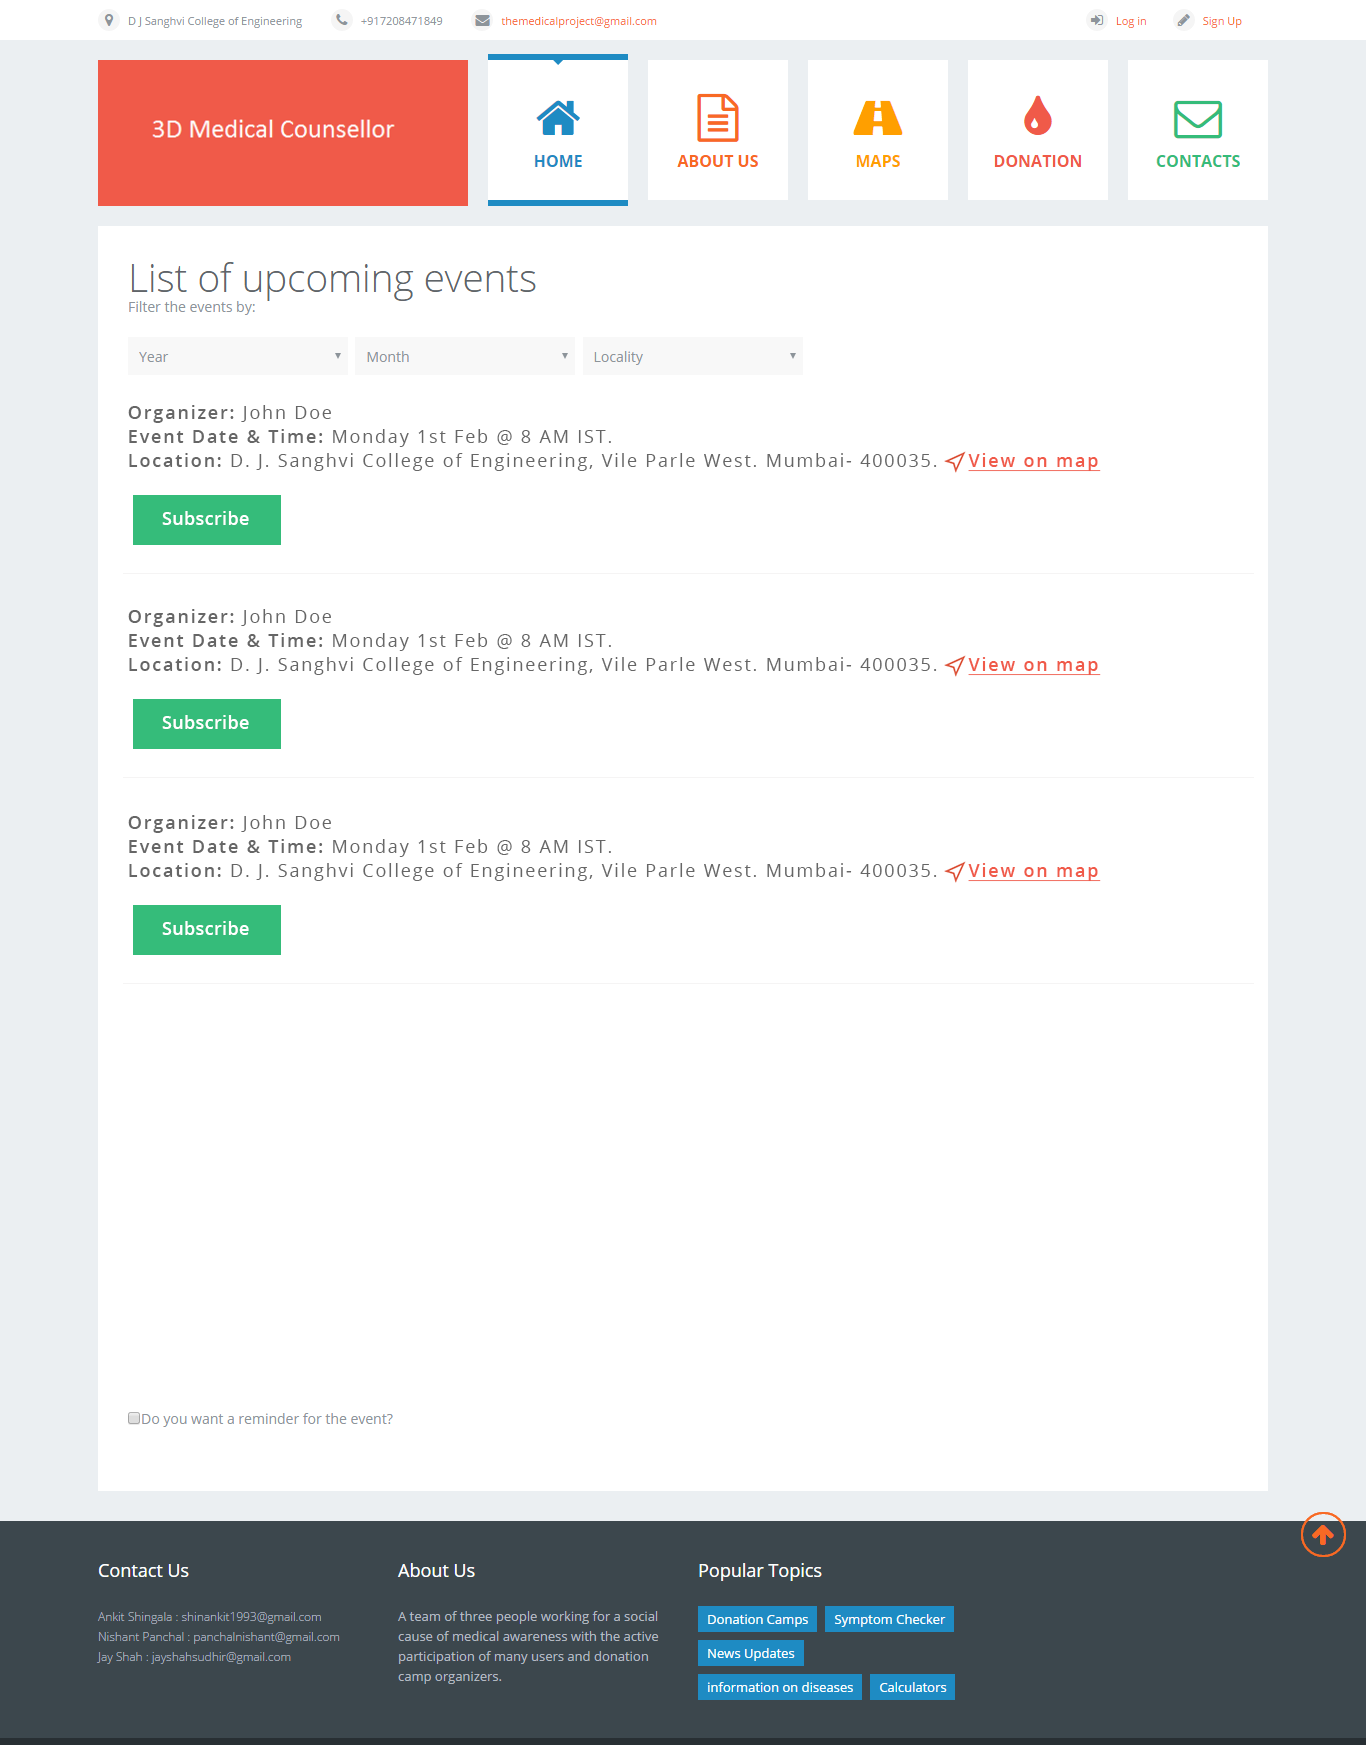 D J Sanghvi College of Engineering +917208471849 themedicalproject@gmail.com Log in Sign Up
3D Medical Counsellor
HOME ABOUT US MAPS DONATION CONTACTS
List of upcoming events
Filter the events by:
Year Month Locality
Organizer: John Doe
Event Date & Time: Monday 1st Feb @ 8 AM IST.
Location: D. J. Sanghvi College of Engineering, Vile Parle West. Mumbai- 400035. View on map
Subscribe
Organizer: John Doe
Event Date & Time: Monday 1st Feb @ 8 AM IST.
Location: D. J. Sanghvi College of Engineering, Vile Parle West. Mumbai- 400035. View on map
Subscribe
Organizer: John Doe
Event Date & Time: Monday 1st Feb @ 8 AM IST.
Location: D. J. Sanghvi College of Engineering, Vile Parle West. Mumbai- 400035. View on map
Subscribe
Do you want a reminder for the event?
Contact Us
Ankit Shingala : shinankit1993@gmail.com
Nishant Panchal : panchalnishant@gmail.com
Jay Shah : jayshahsudhir@gmail.com
About Us
A team of three people working for a social
cause of medical awareness with the active
participation of many users and donation
camp organizers.
Popular Topics
Donation Camps Symptom Checker
News Updates
information on diseases Calculators